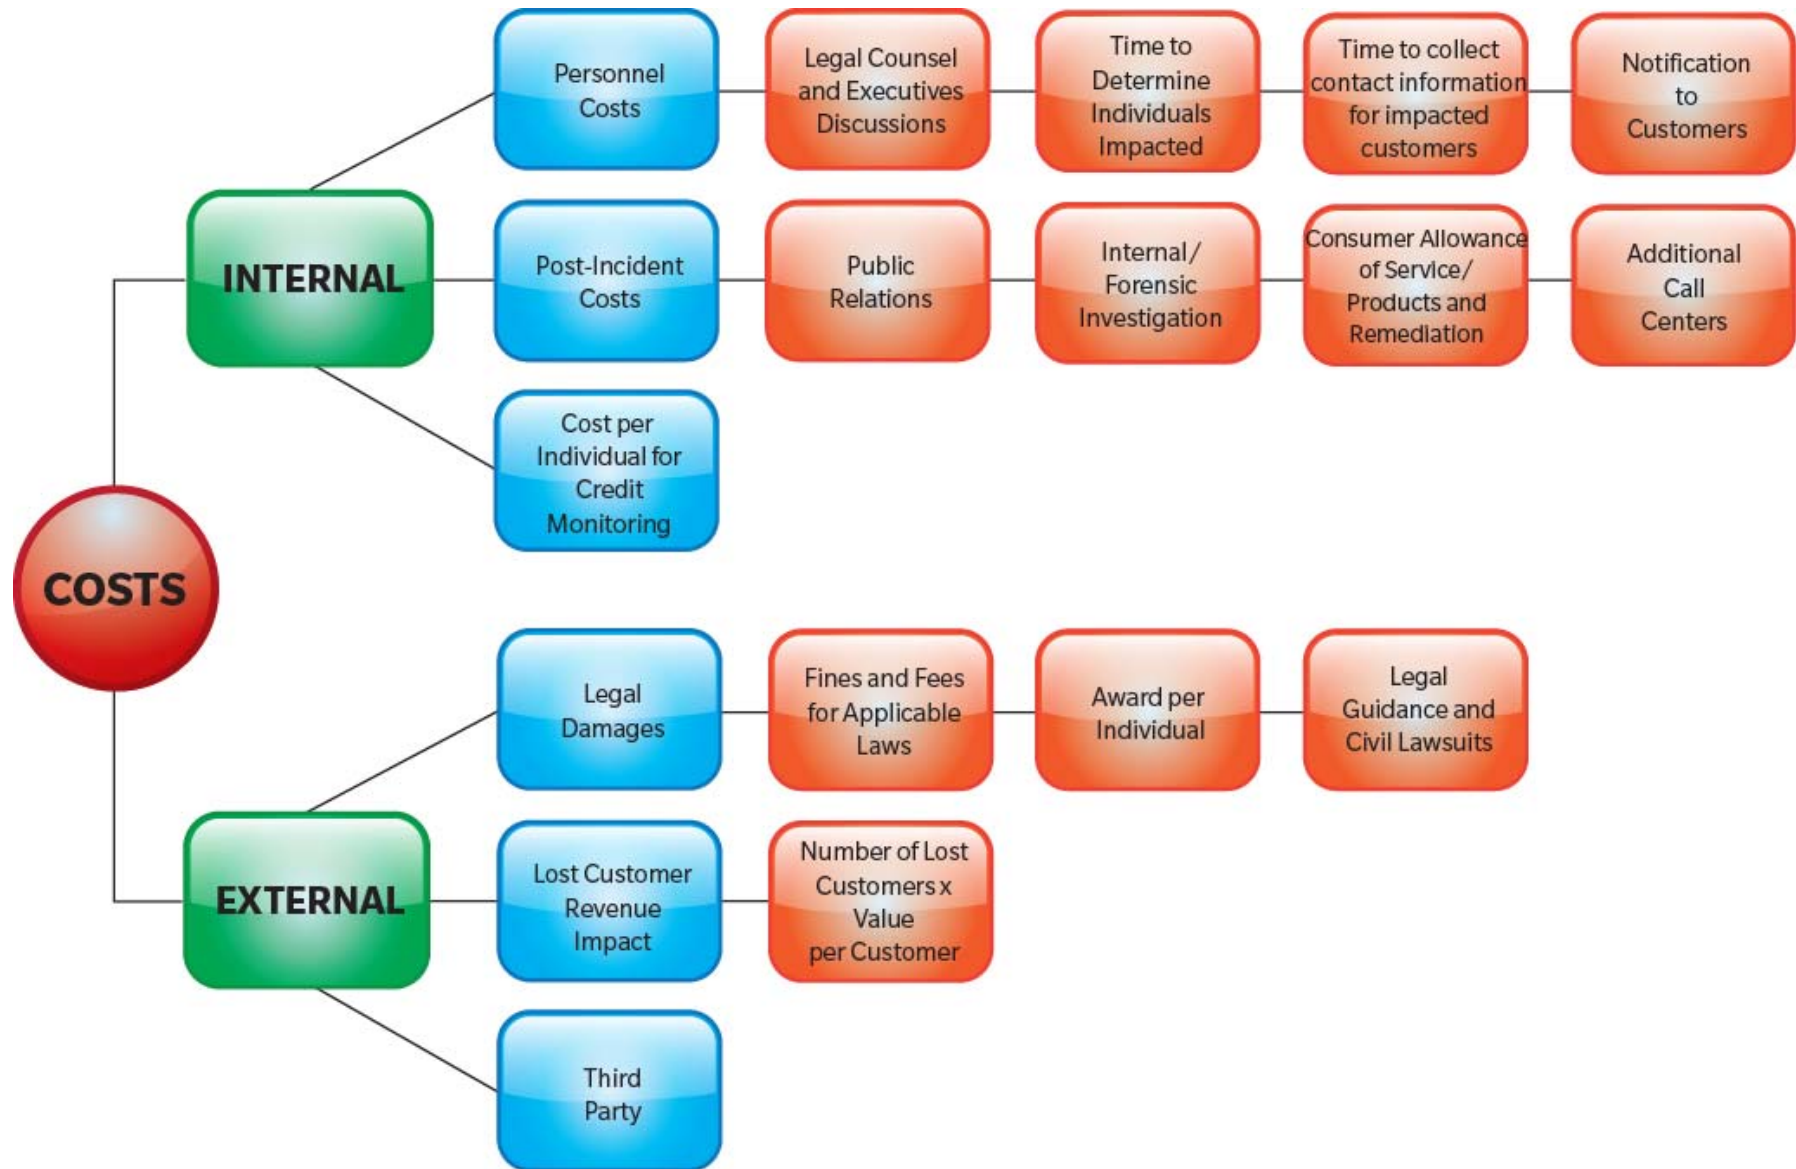 Personnel
Costs
Legal Counsel
and Executives
Discussions
Time to
Determine
Individuals
Impacted
Time to collect
contact information
for impacted
customers
Notification
to
Customers
INTERNAL
Post-Incident
Costs
Public
Relations
Internal/
Forensic
Investigation
Consumer Allowance
of Service/
Products and
Remediation
Additional
Call
Centers
Cost per
Individual for
Credit
Monitoring
COSTS
Legal
Damages
Fines and Fees
for Applicable
Laws
Award per
Individual
Legal
Guidance and
Civil Lawsuits
EXTERNAL
Lost Customer
Revenue
Impact
Number of Lost
Customers x
Value
per Customer
Third
Party